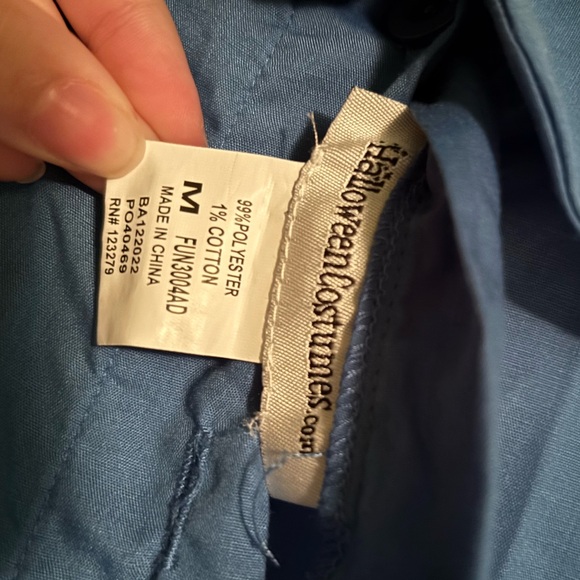 99%POLYESTER
1% COTTON
M FUN3004AD
MADE IN CHINA
BA122022
PO40469
RN# 123279
HalloweenCostumes.com